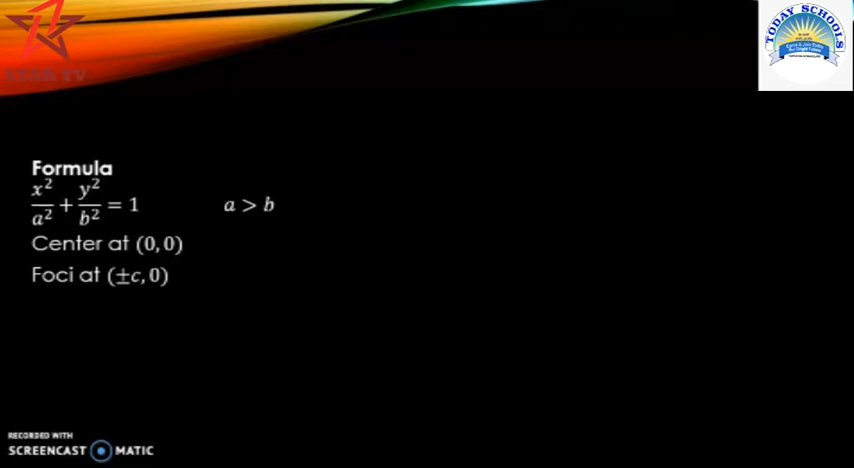 STAR TV
TODAY SCHOOLS
Formula
x²/a² + y²/b² = 1    a > b
Center at (0,0)
Foci at (±c,0)
RECORDED WITH
SCREENCAST MATIC